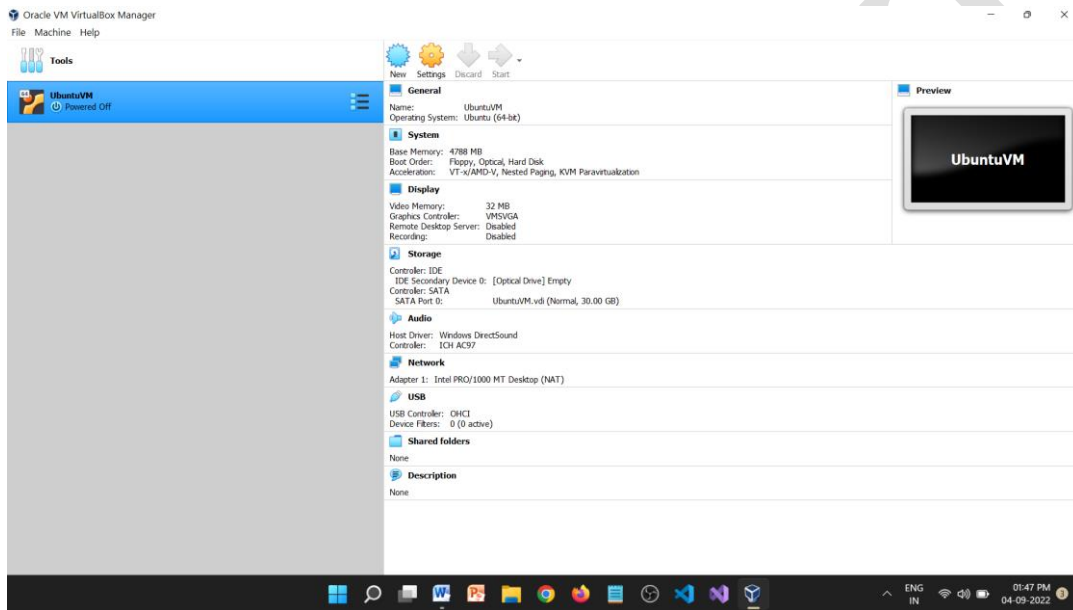 Oracle VM VirtualBox Manager
File Machine Help
Tools
New Settings Discard Start
64
UbuntuVM
Powered Off
General
Name: UbuntuVM
Operating System: Ubuntu (64-bit)
System
Base Memory: 4788 MB
Boot Order: Floppy, Optical, Hard Disk
Acceleration: VT-x/AMD-V, Nested Paging, KVM Paravirtualization
Display
Video Memory: 32 MB
Graphics Controller: VMSVGA
Remote Desktop Server: Disabled
Recording: Disabled
Storage
Controller: IDE
IDE Secondary Device 0: [Optical Drive] Empty
Controller: SATA
SATA Port 0: UbuntuVM.vdi (Normal, 30.00 GB)
Audio
Host Driver: Windows DirectSound
Controller: ICH AC97
Network
Adapter 1: Intel PRO/1000 MT Desktop (NAT)
USB
USB Controller: OHCI
Device Filters: 0 (0 active)
Shared folders
None
Description
None
Preview
UbuntuVM
ENG
IN
01:47 PM
04-09-2022
3